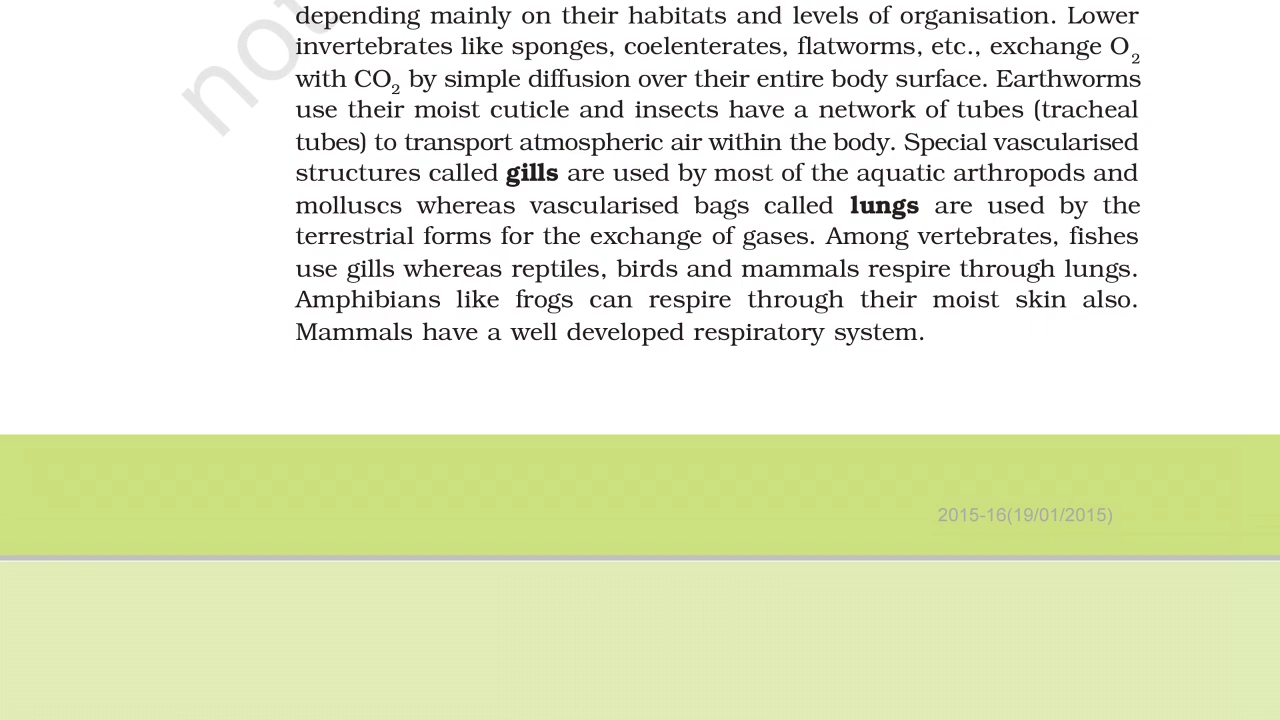 depending mainly on their habitats and levels of organisation. Lower
invertebrates like sponges, coelenterates, flatworms, etc., exchange O2
with CO2 by simple diffusion over their entire body surface. Earthworms
use their moist cuticle and insects have a network of tubes (tracheal
tubes) to transport atmospheric air within the body. Special vascularised
structures called gills are used by most of the aquatic arthropods and
molluscs whereas vascularised bags called lungs are used by the
terrestrial forms for the exchange of gases. Among vertebrates, fishes
use gills whereas reptiles, birds and mammals respire through lungs.
Amphibians like frogs can respire through their moist skin also.
Mammals have a well developed respiratory system.
not
2015-16(19/01/2015)